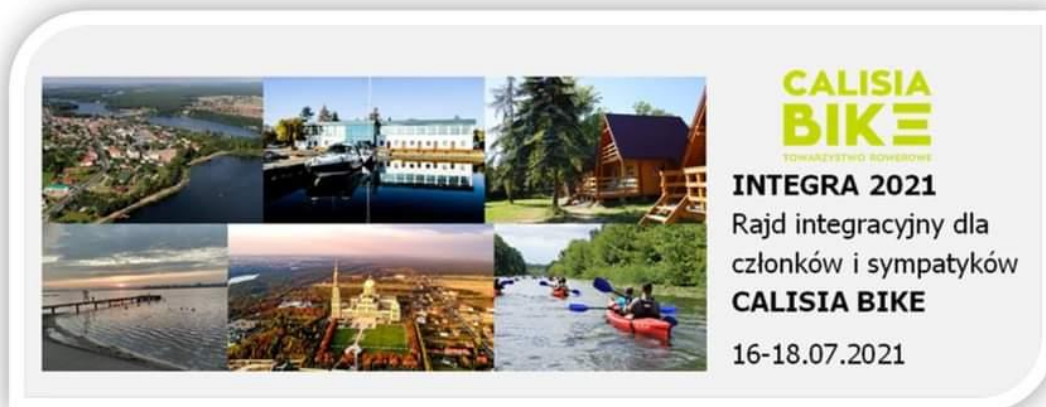 CALISIA
BIKE
TOWARZYSTWO ROWEROWE
INTEGRA 2021
Rajd integracyjny dla
członków i sympatyków
CALISIA BIKE
16-18.07.2021